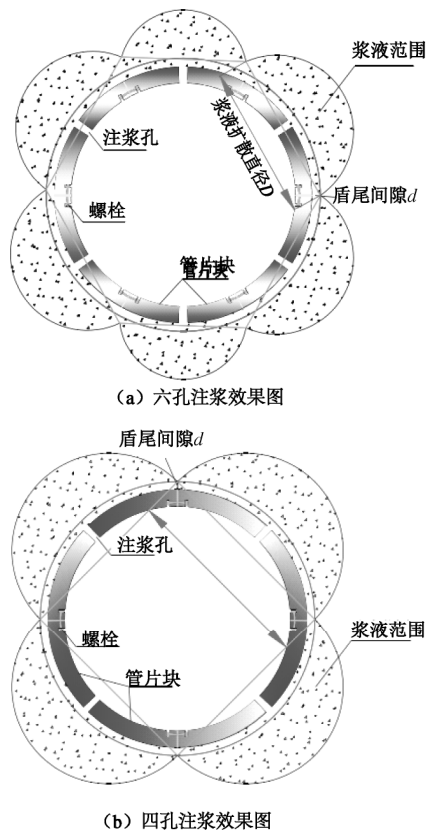 浆液范围
注浆孔
浆液扩散直径D
螺栓
盾尾间隙d
管片块
(a)六孔注浆效果图
盾尾间隙d
注浆孔
浆液范围
螺栓
管片块
(b)四孔注浆效果图